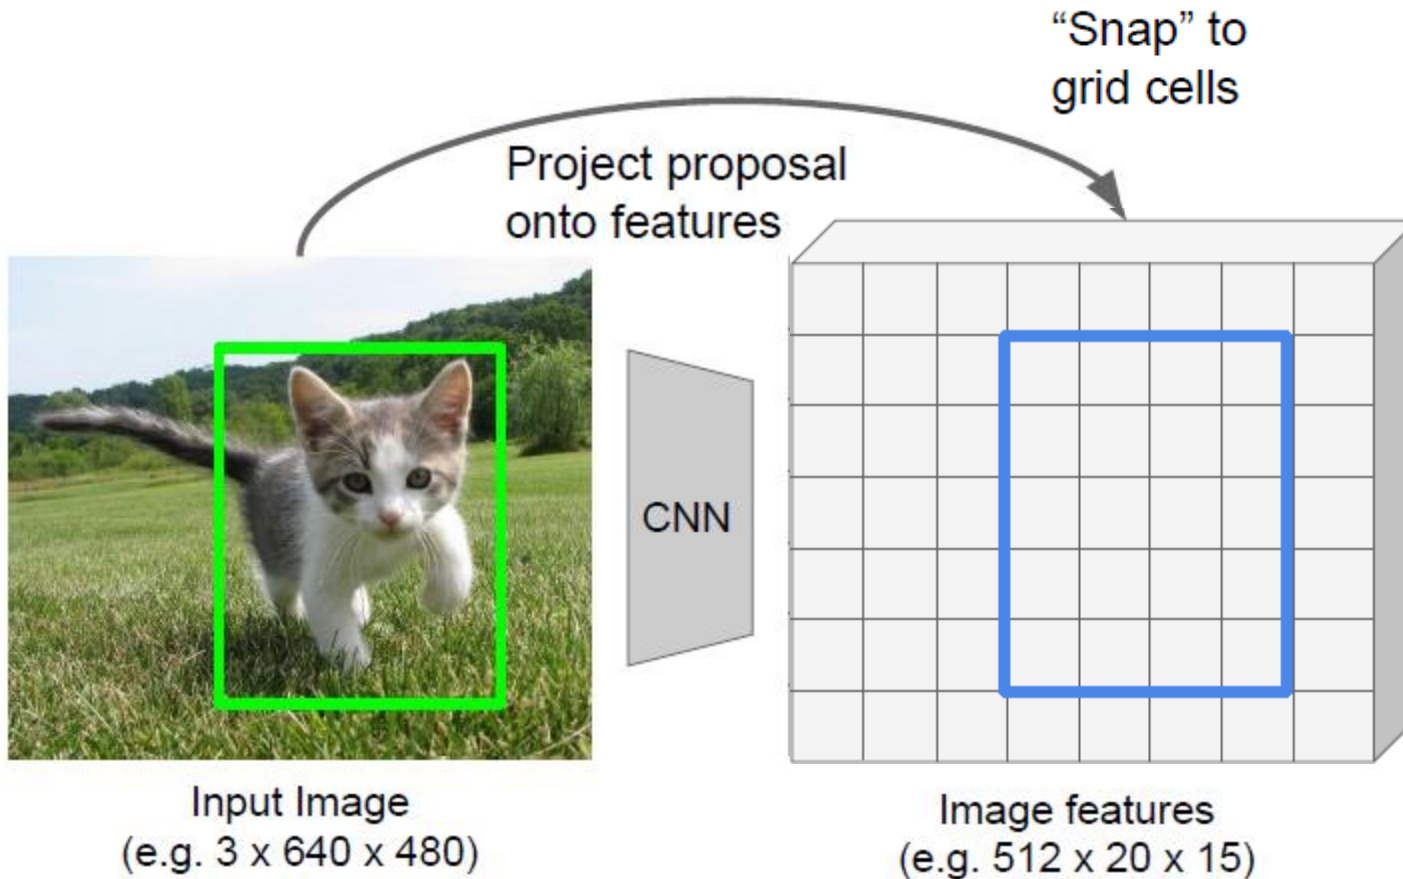 “Snap” to
grid cells
Project proposal
onto features
CNN
Input Image
(e.g. 3 x 640 x 480)
Image features
(e.g. 512 x 20 x 15)